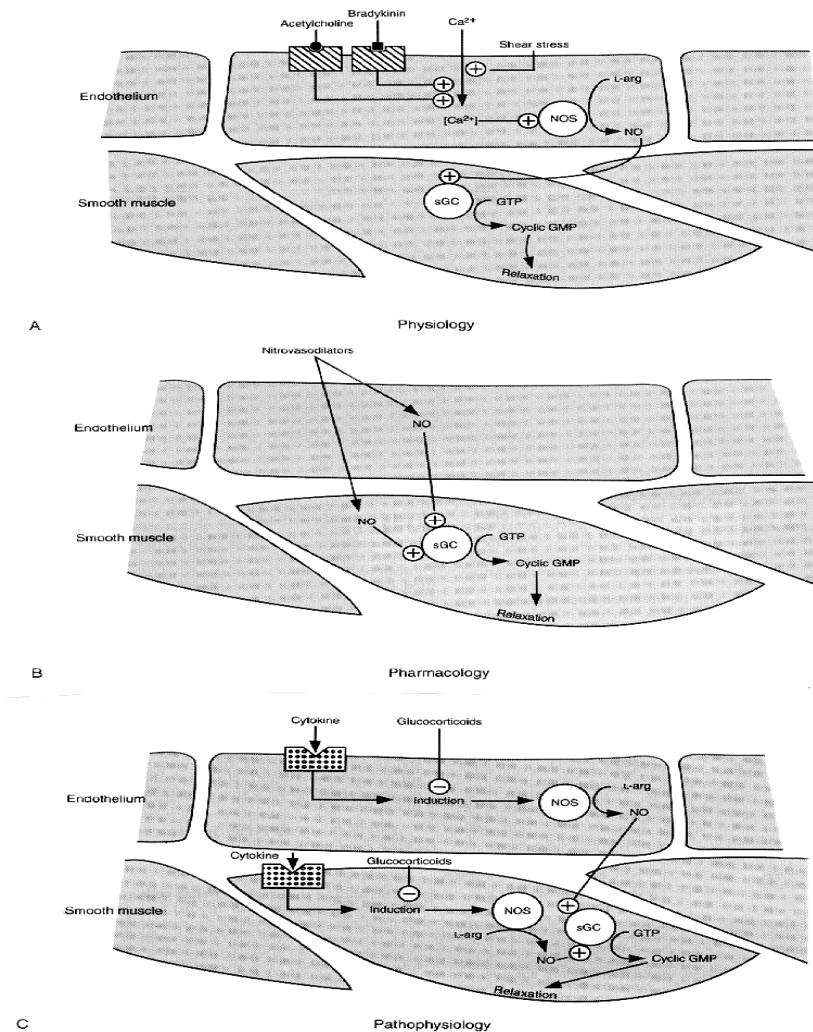 Acetylcholine
Bradykinin
Ca²⁺
Shear stress
Endothelium
[Ca²⁺]
NOS
L-arg
NO
Smooth muscle
sGC
GTP
Cyclic GMP
Relaxation
A
Physiology
Nitrovasodilators
Endothelium
NO
Smooth muscle
NO
sGC
GTP
Cyclic GMP
Relaxation
B
Pharmacology
Cytokine
Glucocorticoids
Endothelium
Induction
NOS
L-arg
NO
Cytokine
Glucocorticoids
Smooth muscle
Induction
NOS
L-arg
NO
sGC
GTP
Cyclic GMP
Relaxation
C
Pathophysiology